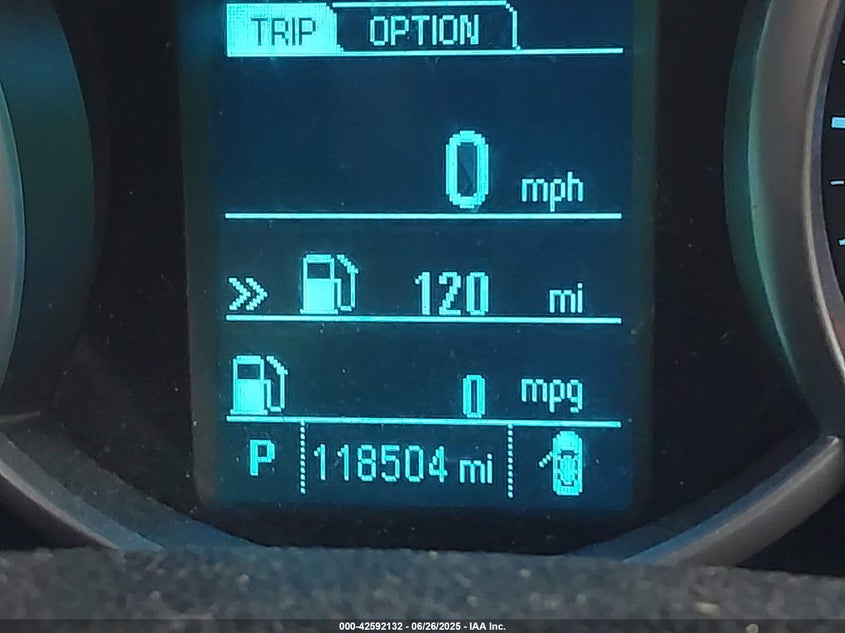 TRIP OPTION
0 mph
120 mi
0 mpg
P 118504 mi
000-42592132 - 06/26/2025 - IAA Inc.